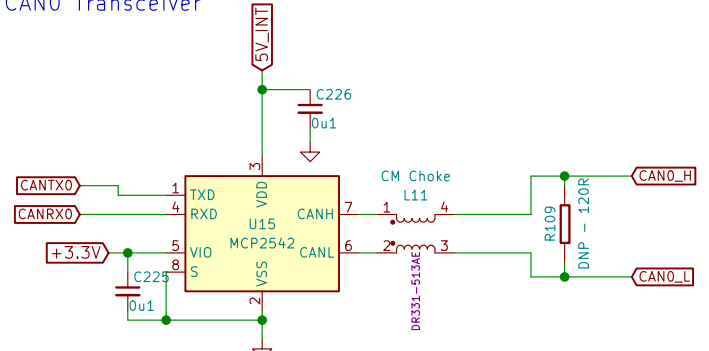 CAN0 Transceiver
5V_INT
C226
0u1
3
VDD
CANTX0
1
TXD
CANRX0
4
RXD
U15
MCP2542
CANH
7
CANL
6
+3.3V
5
VIO
8
S
C225
0u1
VSS
2
CM Choke
L11
1
4
2
3
DR331-513AE
R109
DNP - 120R
CAN0_H
CAN0_L